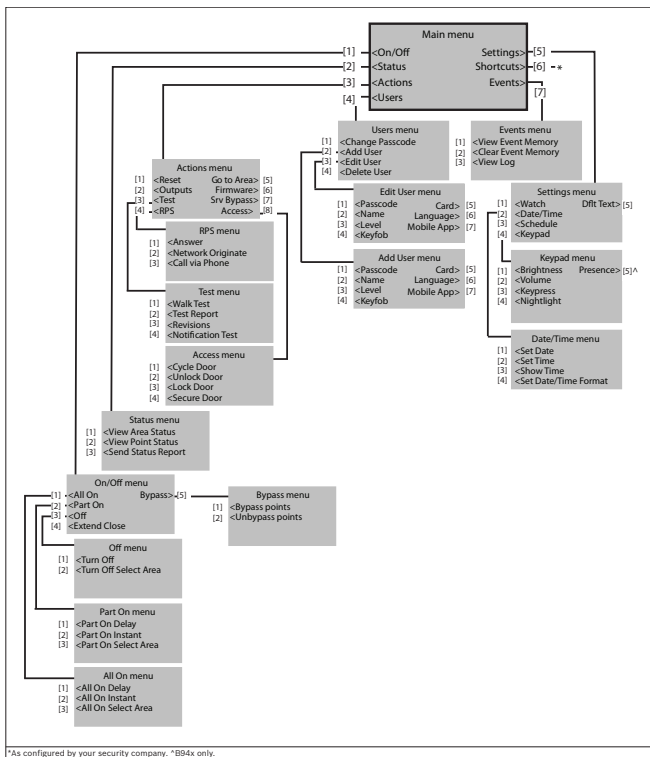 Main menu
[1] <On/Off Settings> [5]
[2] <Status Shortcuts> [6] *
[3] <Actions Events> [7]
[4] <Users
Users menu
[1] <Change Passcode
[2] <Add User
[3] <Edit User
[4] <Delete User
Events menu
[1] <View Event Memory
[2] <Clear Event Memory
[3] <View Log
Actions menu
[1] <Reset Go to Area> [5]
[2] <Outputs Firmware> [6]
[3] <Test Srv Bypass> [7]
[4] <RPS Access> [8]
Edit User menu
[1] <Passcode Card> [5]
[2] <Name Language> [6]
[3] <Level Mobile App> [7]
[4] <Keyfob
Settings menu
[1] <Watch Dflt Text> [5]
[2] <Date/Time
[3] <Schedule
[4] <Keypad
RPS menu
[1] <Answer
[2] <Network Originate
[3] <Call via Phone
Add User menu
[1] <Passcode Card> [5]
[2] <Name Language> [6]
[3] <Level Mobile App> [7]
[4] <Keyfob
Keypad menu
[1] <Brightness Presence> [5]^
[2] <Volume
[3] <Keypress
[4] <Nightlight
Test menu
[1] <Walk Test
[2] <Test Report
[3] <Revisions
[4] <Notification Test
Date/Time menu
[1] <Set Date
[2] <Set Time
[3] <Show Time
[4] <Set Date/Time Format
Access menu
[1] <Cycle Door
[2] <Unlock Door
[3] <Lock Door
[4] <Secure Door
Status menu
[1] <View Area Status
[2] <View Point Status
[3] <Send Status Report
On/Off menu
[1] <All On Bypass> [5]
[2] <Part On
[3] <Off
[4] <Extend Close
Bypass menu
[1] <Bypass points
[2] <Unbypass points
Off menu
[1] <Turn Off
[2] <Turn Off Select Area
Part On menu
[1] <Part On Delay
[2] <Part On Instant
[3] <Part On Select Area
All On menu
[1] <All On Delay
[2] <All On Instant
[3] <All On Select Area
*As configured by your security company. ^B94x only.